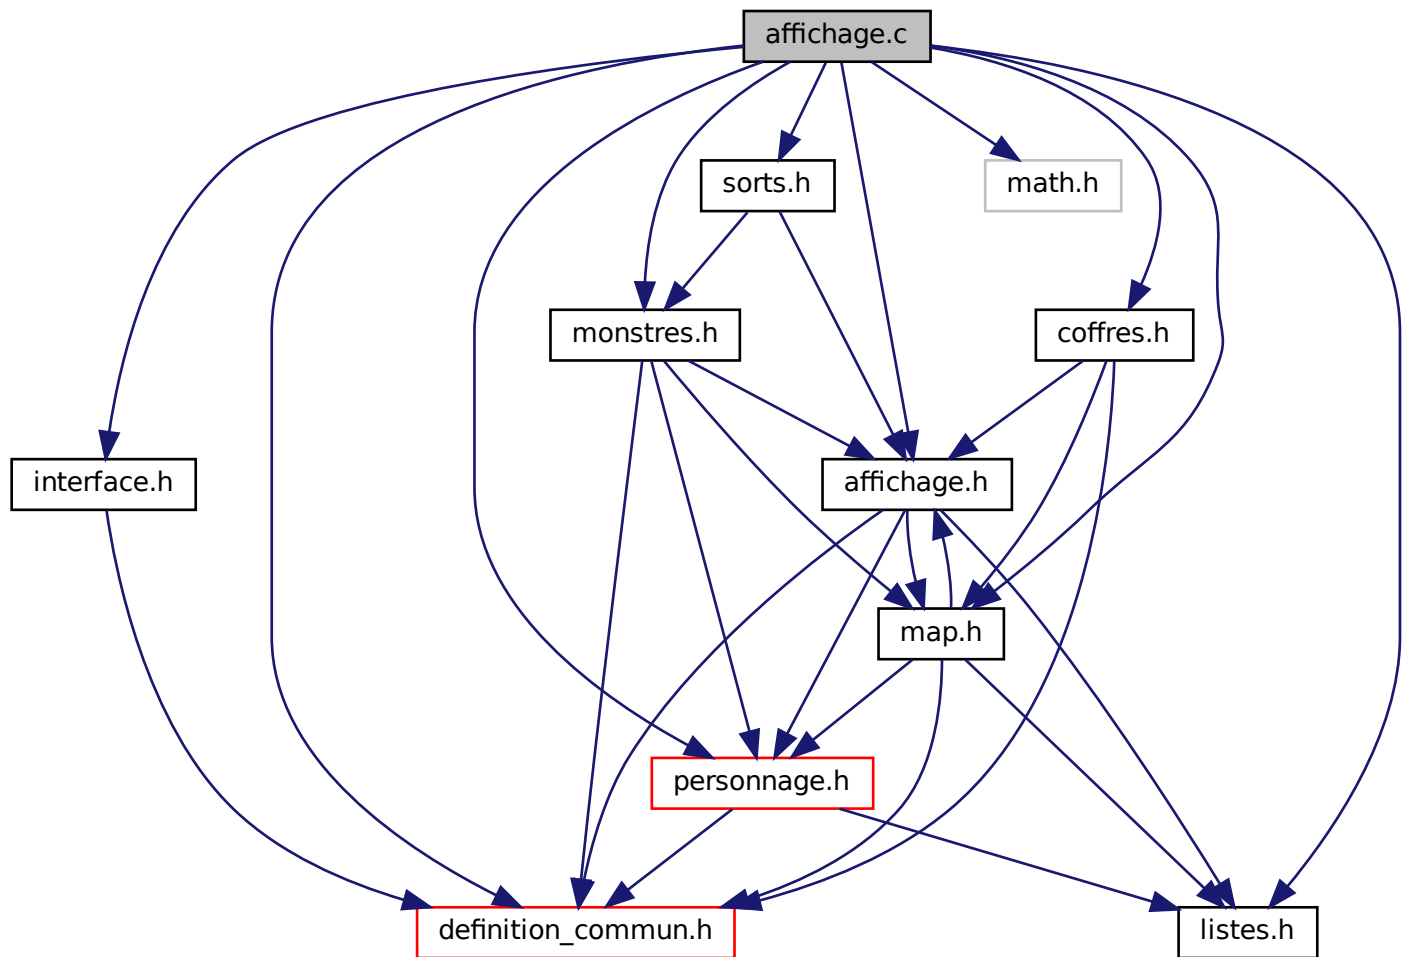 affichage.c
sorts.h
math.h
monstres.h
coffres.h
interface.h
affichage.h
map.h
personnage.h
definition_commun.h
listes.h